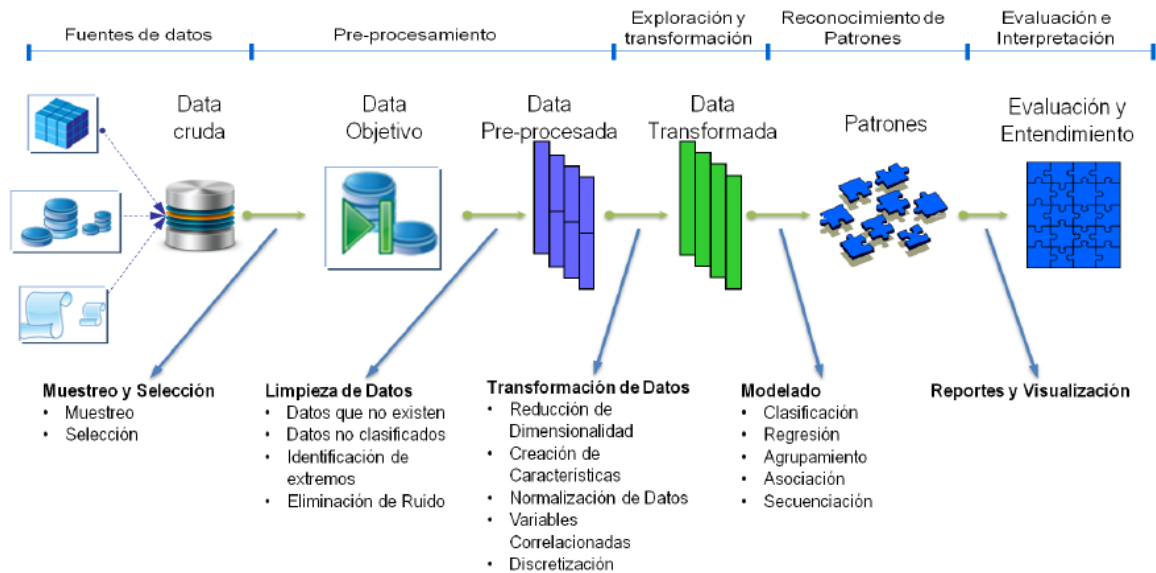 Fuentes de datos
Pre-procesamiento
Exploración y
transformación
Reconocimiento de
Patrones
Evaluación e
Interpretación
Data
cruda
Data
Objetivo
Data
Pre-procesada
Data
Transformada
Patrones
Evaluación y
Entendimiento
Muestreo y Selección
• Muestreo
• Selección
Limpieza de Datos
• Datos que no existen
• Datos no clasificados
• Identificación de
extremos
• Eliminación de Ruido
Transformación de Datos
• Reducción de
Dimensionalidad
• Creación de
Características
• Normalización de Datos
• Variables
Correlacionadas
• Discretización
Modelado
• Clasificación
• Regresión
• Agrupamiento
• Asociación
• Secuenciación
Reportes y Visualización